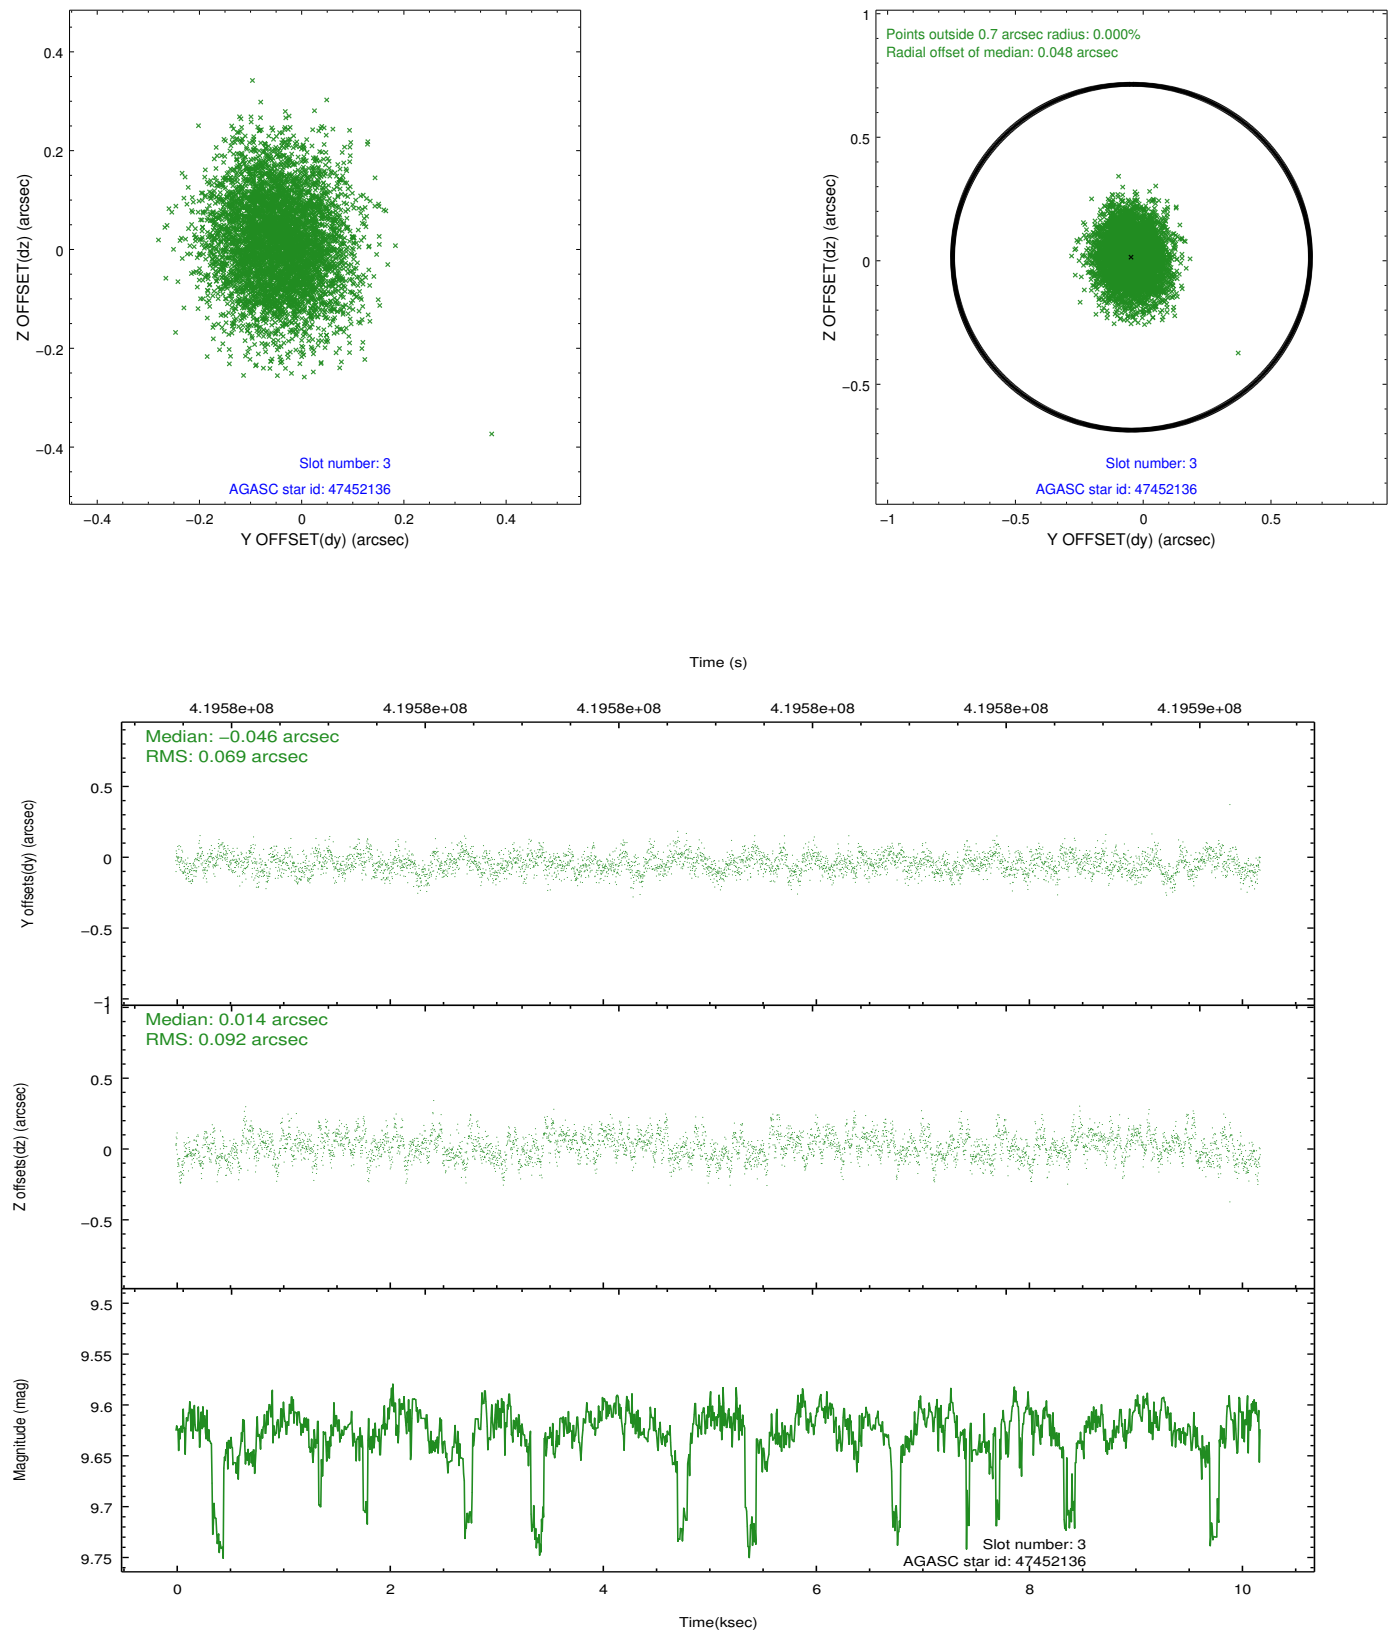 0.4
0.2
0
−0.2
−0.4
Z OFFSET(dz) (arcsec)
Slot number: 3
AGASC star id: 47452136
−0.4 −0.2 0 0.2 0.4
Y OFFSET(dy) (arcsec)
Points outside 0.7 arcsec radius: 0.000%
Radial offset of median: 0.048 arcsec
1
0.5
0
−0.5
Z OFFSET(dz) (arcsec)
Slot number: 3
AGASC star id: 47452136
−1 −0.5 0 0.5
Y OFFSET(dy) (arcsec)
Time (s)
4.1958e+08 4.1958e+08 4.1958e+08 4.1958e+08 4.1958e+08 4.1959e+08
Median: −0.046 arcsec
RMS: 0.069 arcsec
0.5
0
−0.5
−1
Y offsets(dy) (arcsec)
Median: 0.014 arcsec
RMS: 0.092 arcsec
1
0.5
0
−0.5
Z offsets(dz) (arcsec)
9.5
9.55
9.6
9.65
9.7
9.75
Magnitude (mag)
Slot number: 3
AGASC star id: 47452136
0 2 4 6 8 10
Time(ksec)